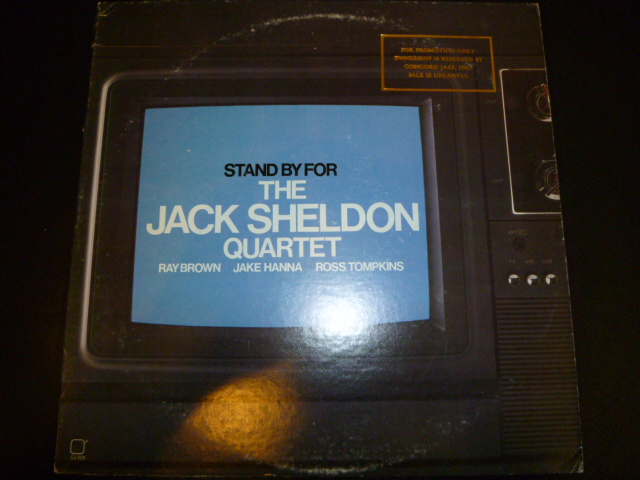 FOR PROMOTION ONLY
OWNERSHIP IS RESERVED BY
CONCORD JAZZ, INC.
SALE IS UNLAWFUL
STAND BY FOR
THE
JACK SHELDON
QUARTET
RAY BROWN JAKE HANNA ROSS TOMPKINS